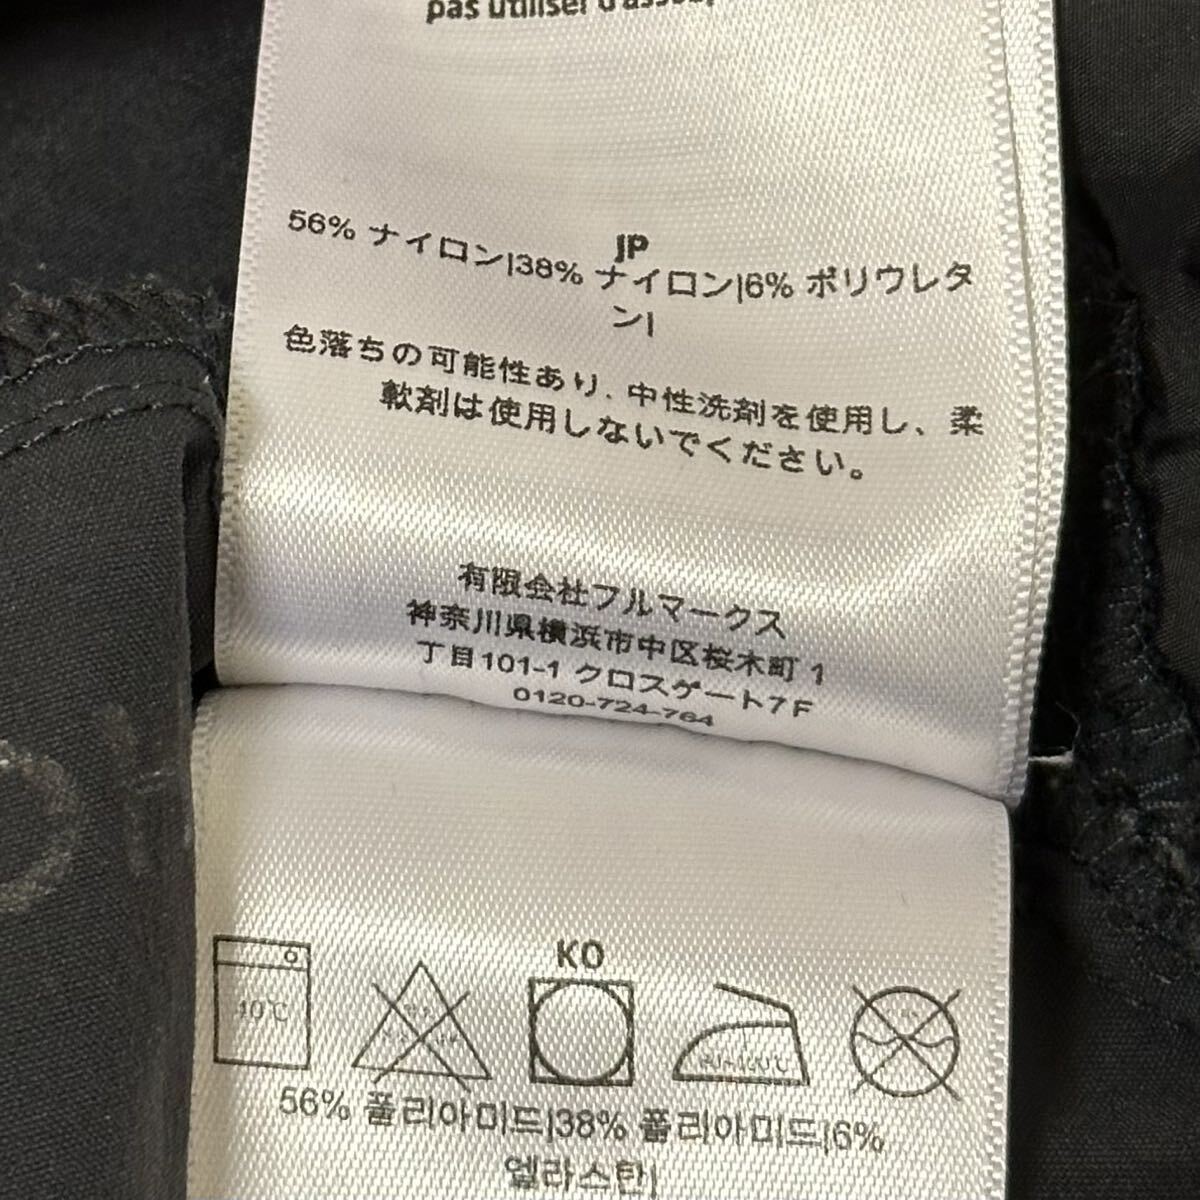 pas utiliser d'assoup
JP
56% ナイロン|38% ナイロン|6% ポリウレタ
ン|
色落ちの可能性あり, 中性洗剤を使用し、柔
軟剤は使用しないでください。
有限会社フルマークス
神奈川県横浜市中区桜木町 1
丁目101-1 クロスゲート7F
0120-724-764
KO
40℃
56% 폴리아미드|38% 폴리아미드|6%
엘라스탄|